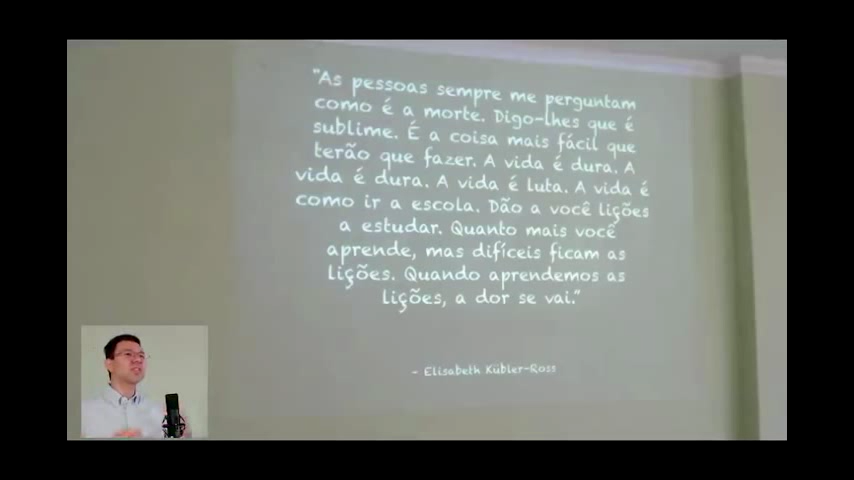 "As pessoas sempre me perguntam
como é a morte. Digo-lhes que é
sublime. É a coisa mais fácil que
terão que fazer. A vida é dura. A
vida é dura. A vida é luta. A vida é
como ir a escola. Dão a você lições
a estudar. Quanto mais você
aprende, mas difíceis ficam as
lições. Quando aprendemos as
lições, a dor se vai."
- Elisabeth Kübler-Ross